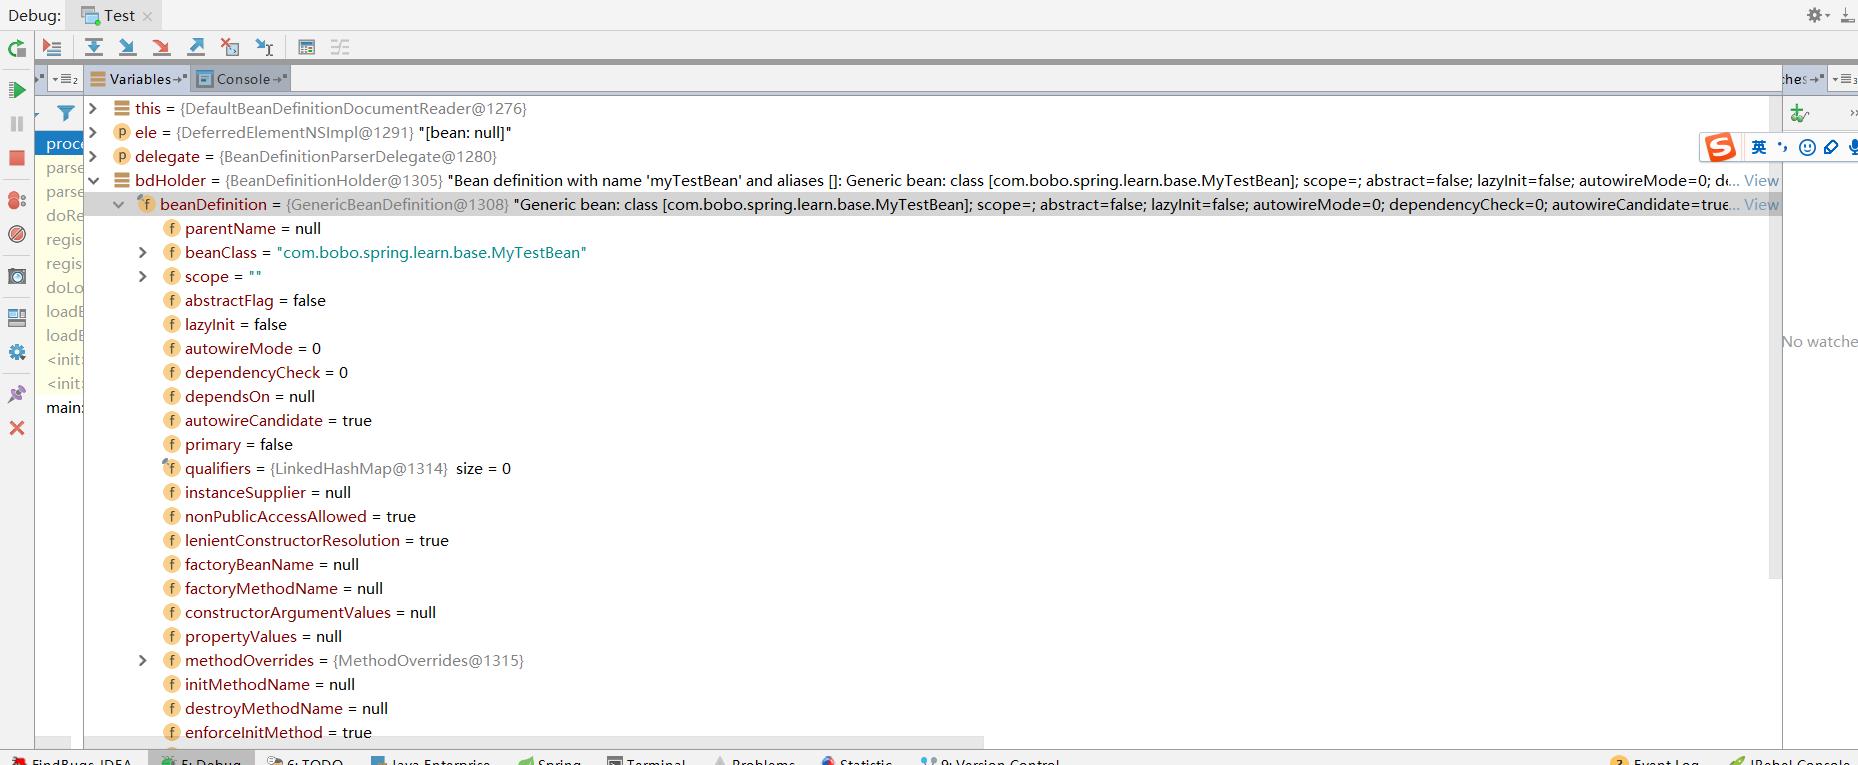 Debug: Test
Variables Console
this = {DefaultBeanDefinitionDocumentReader@1276}
ele = {DeferredElementNSImpl@1291} "[bean: null]"
delegate = {BeanDefinitionParserDelegate@1280}
bdHolder = {BeanDefinitionHolder@1305} "Bean definition with name 'myTestBean' and aliases []: Generic bean: class [com.bobo.spring.learn.base.MyTestBean]; scope=; abstract=false; lazyInit=false; autowireMode=0; de... View
beanDefinition = {GenericBeanDefinition@1308} "Generic bean: class [com.bobo.spring.learn.base.MyTestBean]; scope=; abstract=false; lazyInit=false; autowireMode=0; dependencyCheck=0; autowireCandidate=true... View
parentName = null
beanClass = "com.bobo.spring.learn.base.MyTestBean"
scope = ""
abstractFlag = false
lazyInit = false
autowireMode = 0
dependencyCheck = 0
dependsOn = null
autowireCandidate = true
primary = false
qualifiers = {LinkedHashMap@1314} size = 0
instanceSupplier = null
nonPublicAccessAllowed = true
lenientConstructorResolution = true
factoryBeanName = null
factoryMethodName = null
constructorArgumentValues = null
propertyValues = null
methodOverrides = {MethodOverrides@1315}
initMethodName = null
destroyMethodName = null
enforceInitMethod = true
proce
parse
parse
doRe
regis
regis
doLo
loadB
loadB
<init>
<init>
main:
ches
英
No watche
FindBugs-IDEA 5: Debug 6: TODO Java Enterprise Spring Terminal Problems Statistic 9: Version Control Event Log JRebel Console